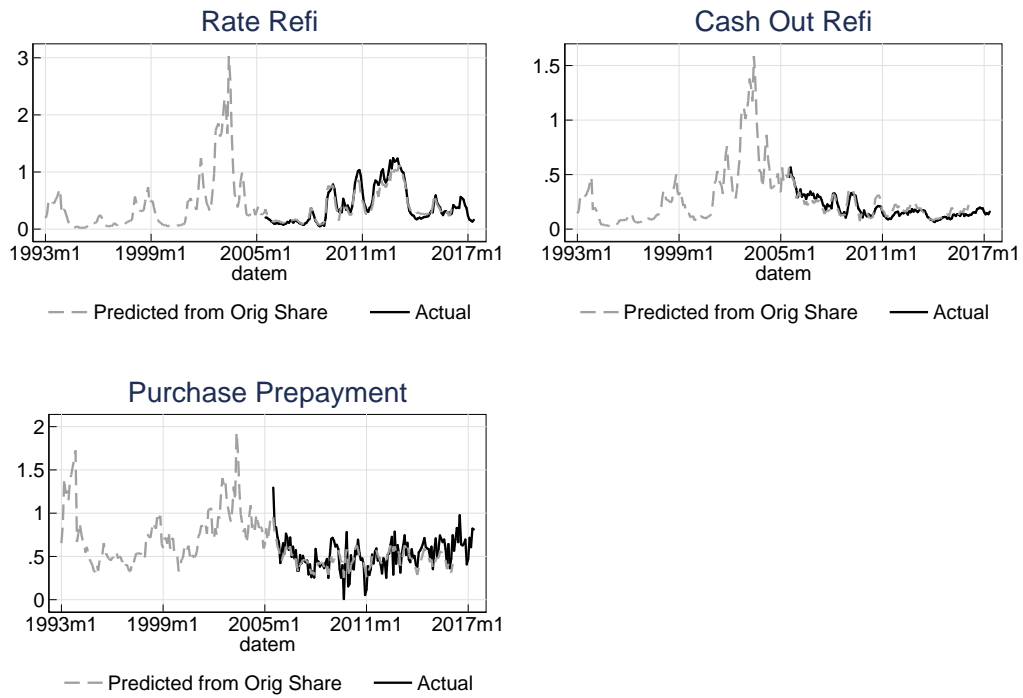 Rate Refi
3
2
1
0
1993m1 1999m1 2005m1 2011m1 2017m1
datem
Predicted from Orig Share Actual
Cash Out Refi
1.5
1
.5
0
1993m1 1999m1 2005m1 2011m1 2017m1
datem
Predicted from Orig Share Actual
Purchase Prepayment
2
1.5
1
.5
0
1993m1 1999m1 2005m1 2011m1 2017m1
datem
Predicted from Orig Share Actual